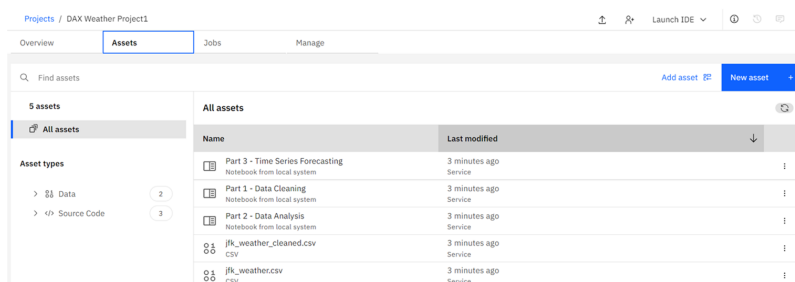 Projects / DAX Weather Project1
Launch IDE
Overview
Assets
Jobs
Manage
Find assets
Add asset
New asset +
5 assets
All assets
All assets
Name
Last modified
Part 3 - Time Series Forecasting
3 minutes ago
Notebook from local system
Service
Asset types
Part 1 - Data Cleaning
3 minutes ago
Notebook from local system
Service
Data 2
Source Code 3
Part 2 - Data Analysis
3 minutes ago
Notebook from local system
Service
jfk_weather_cleaned.csv
3 minutes ago
CSV
Service
jfk_weather.csv
3 minutes ago
CSV
Service